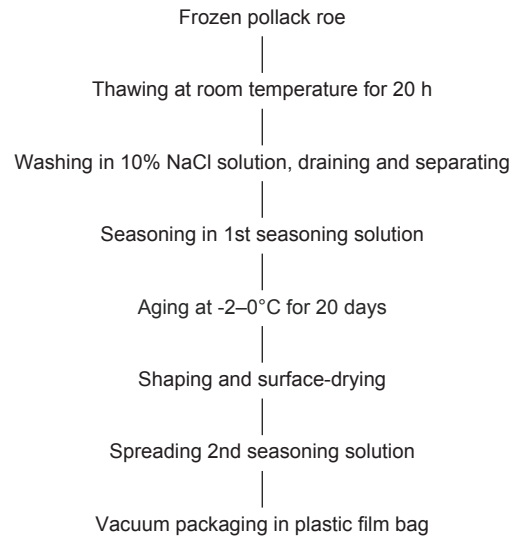 Frozen pollack roe
Thawing at room temperature for 20 h
Washing in 10% NaCl solution, draining and separating
Seasoning in 1st seasoning solution
Aging at -2–0°C for 20 days
Shaping and surface-drying
Spreading 2nd seasoning solution
Vacuum packaging in plastic film bag